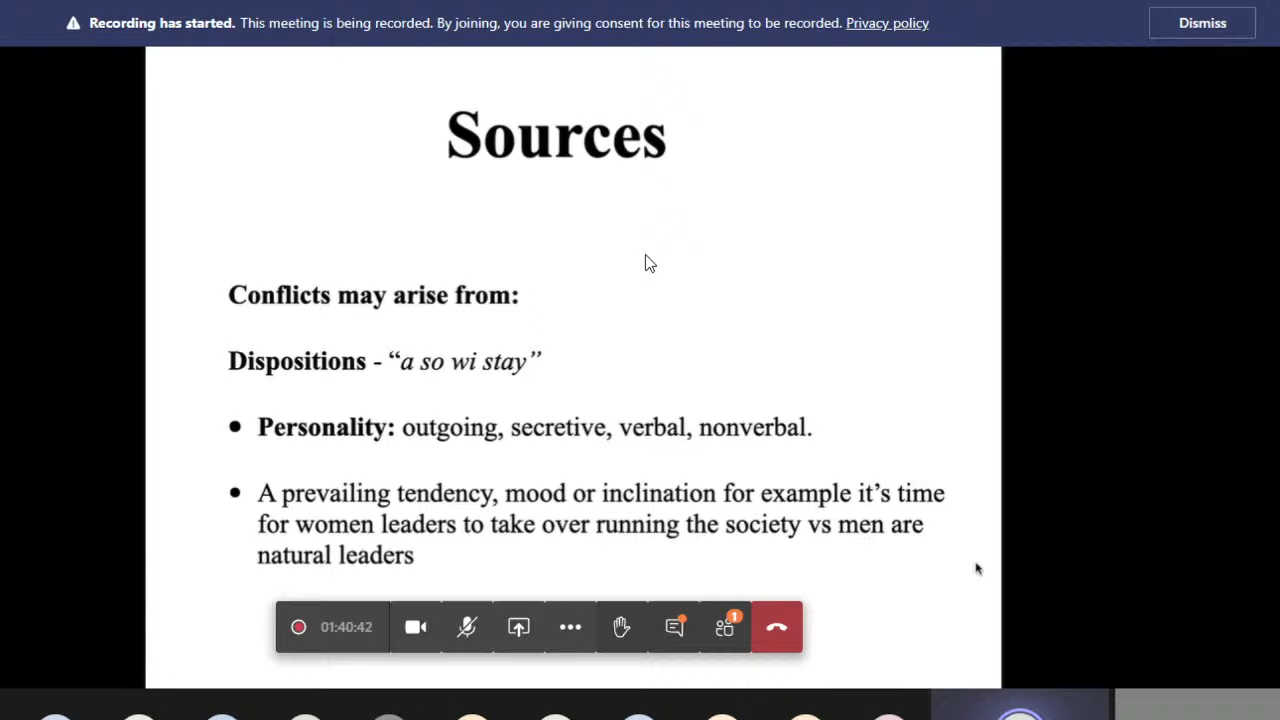 Recording has started. This meeting is being recorded. By joining, you are giving consent for this meeting to be recorded. Privacy policy
Dismiss
Sources
Conflicts may arise from:
Dispositions - “a so wi stay”
• Personality: outgoing, secretive, verbal, nonverbal.
• A prevailing tendency, mood or inclination for example it’s time
for women leaders to take over running the society vs men are
natural leaders
01:40:42
1